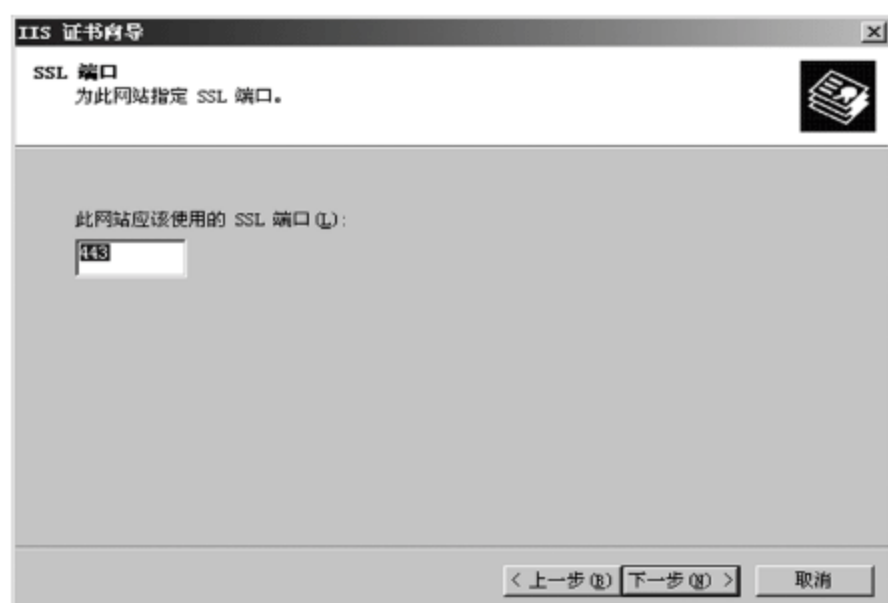 IIS 证书向导
SSL 端口
为此网站指定 SSL 端口。
此网站应该使用的 SSL 端口(L):
443
< 上一步(B) 下一步(N) > 取消